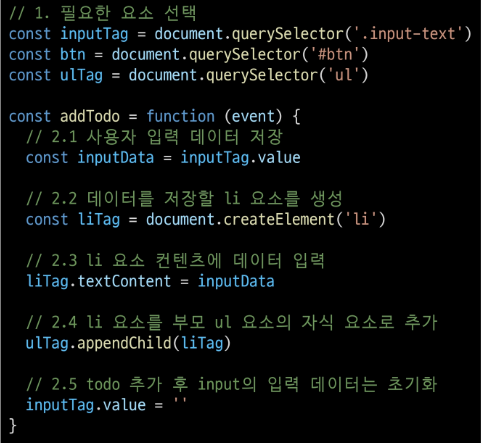 // 1. 필요한 요소 선택
const inputTag = document.querySelector('.input-text')
const btn = document.querySelector('#btn')
const ulTag = document.querySelector('ul')

const addTodo = function (event) {
  // 2.1 사용자 입력 데이터 저장
  const inputData = inputTag.value

  // 2.2 데이터를 저장할 li 요소를 생성
  const liTag = document.createElement('li')

  // 2.3 li 요소 컨텐츠에 데이터 입력
  liTag.textContent = inputData

  // 2.4 li 요소를 부모 ul 요소의 자식 요소로 추가
  ulTag.appendChild(liTag)

  // 2.5 todo 추가 후 input의 입력 데이터는 초기화
  inputTag.value = ''
}